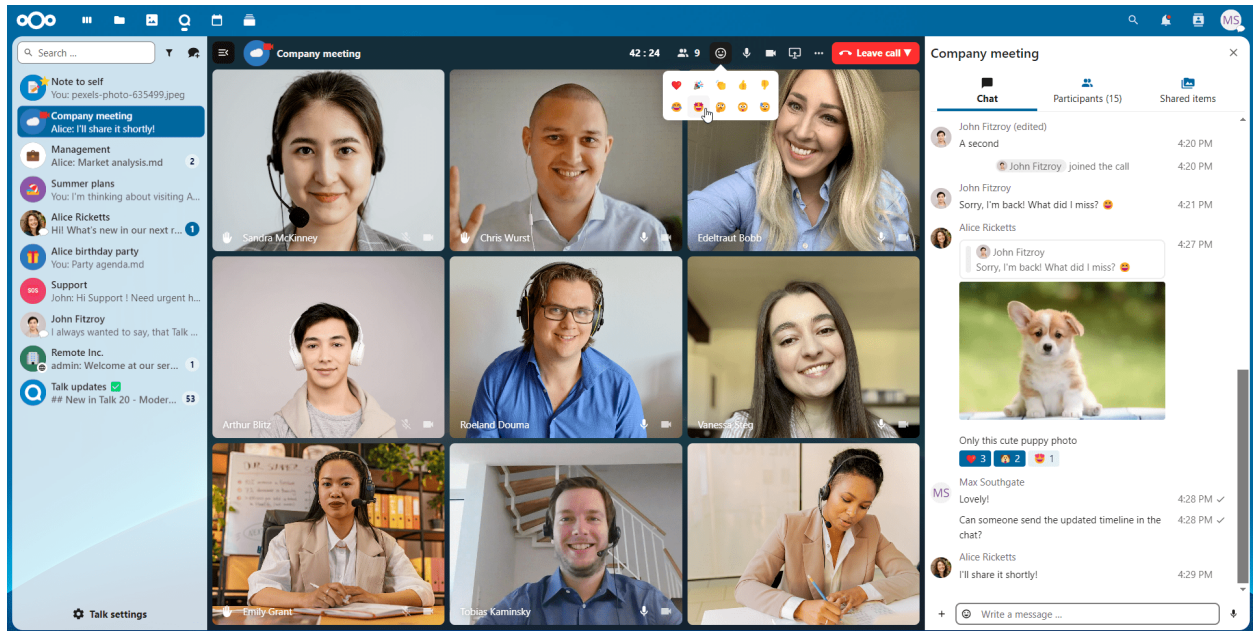 MS
Search ...
Note to self
You: pexels-photo-635499.jpeg
Company meeting
Alice: I'll share it shortly!
Management
Alice: Market analysis.md
2
Summer plans
You: I'm thinking about visiting A...
Alice Ricketts
Hi! What's new in our next r...
1
Alice birthday party
You: Party agenda.md
SOS
Support
John: Hi Support ! Need urgent h...
John Fitzroy
I always wanted to say, that Talk ...
Remote Inc.
admin: Welcome at our ser...
1
Talk updates ✅
## New in Talk 20 - Moder...
53
Talk settings
Company meeting
42 : 24
9
Leave call
Sandra McKinney
Chris Wurst
Edeltraut Bobb
Arthur Blitz
Roeland Douma
Vanessa Steg
Emily Grant
Tobias Kaminsky
Company meeting
Chat
Participants (15)
Shared items
John Fitzroy (edited)
A second
4:20 PM
John Fitzroy joined the call
4:20 PM
John Fitzroy
Sorry, I'm back! What did I miss? 😄
4:21 PM
Alice Ricketts
John Fitzroy
Sorry, I'm back! What did I miss? 😄
4:27 PM
Only this cute puppy photo
❤️ 3
2
😍 1
MS
Max Southgate
Lovely!
4:28 PM
Can someone send the updated timeline in the
chat?
4:28 PM
Alice Ricketts
I'll share it shortly!
4:29 PM
Write a message ...